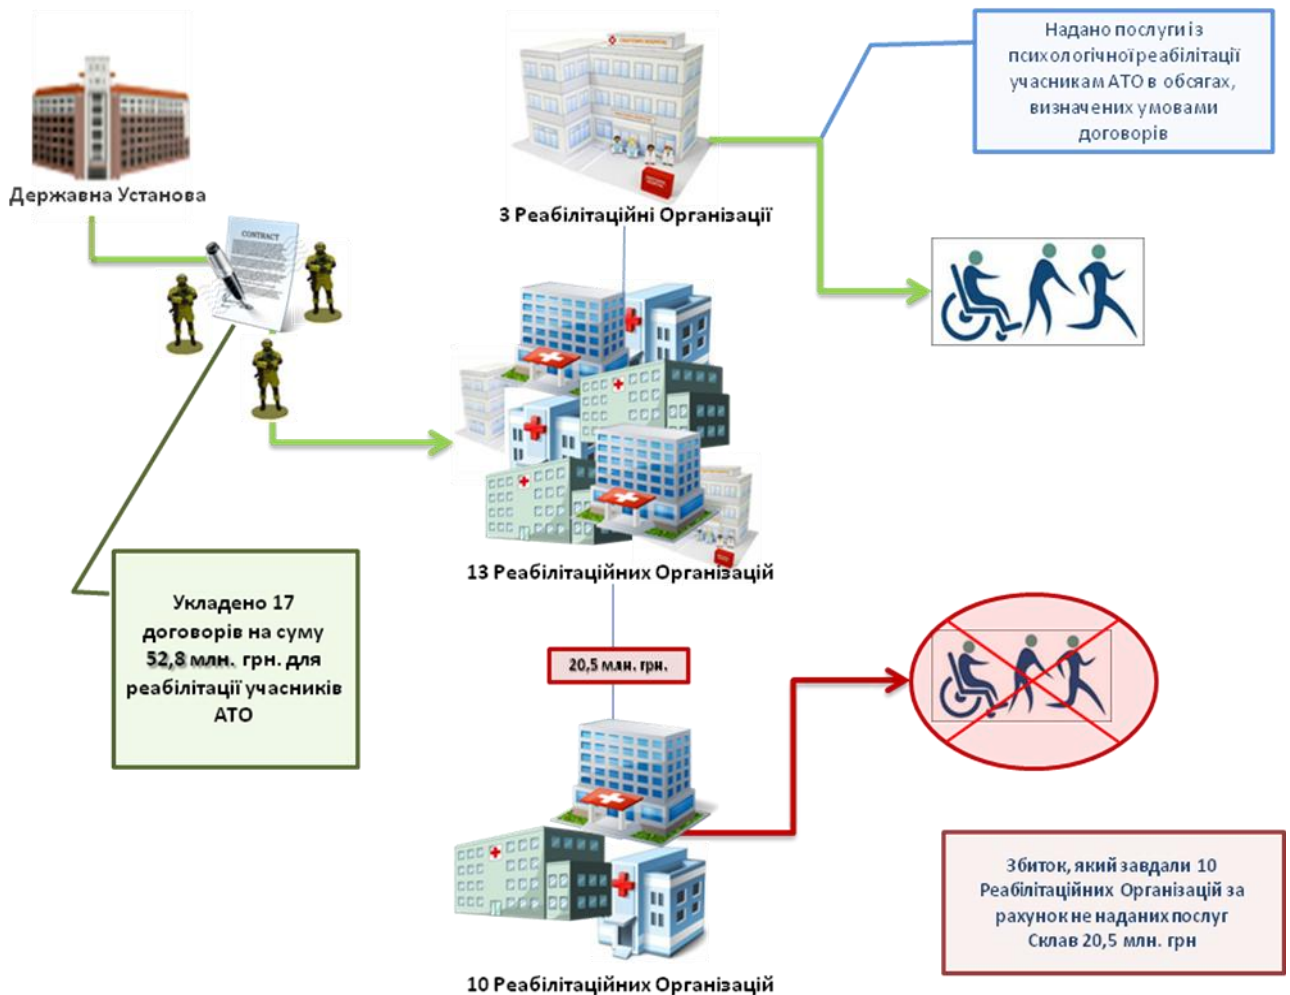 Надано послуги із
психологічної реабілітації
учасникам АТО в обсягах,
визначених умовами
договорів
Державна Установа
3 Реабілітаційні Організації
CONTRACT
13 Реабілітаційних Організацій
Укладено 17
договорів на суму
52,8 млн. грн. для
реабілітації учасників
АТО
20,5 млн. грн.
Збиток, який завдали 10
Реабілітаційних Організацій за
рахунок не наданих послуг
Склав 20,5 млн. грн
10 Реабілітаційних Організацій